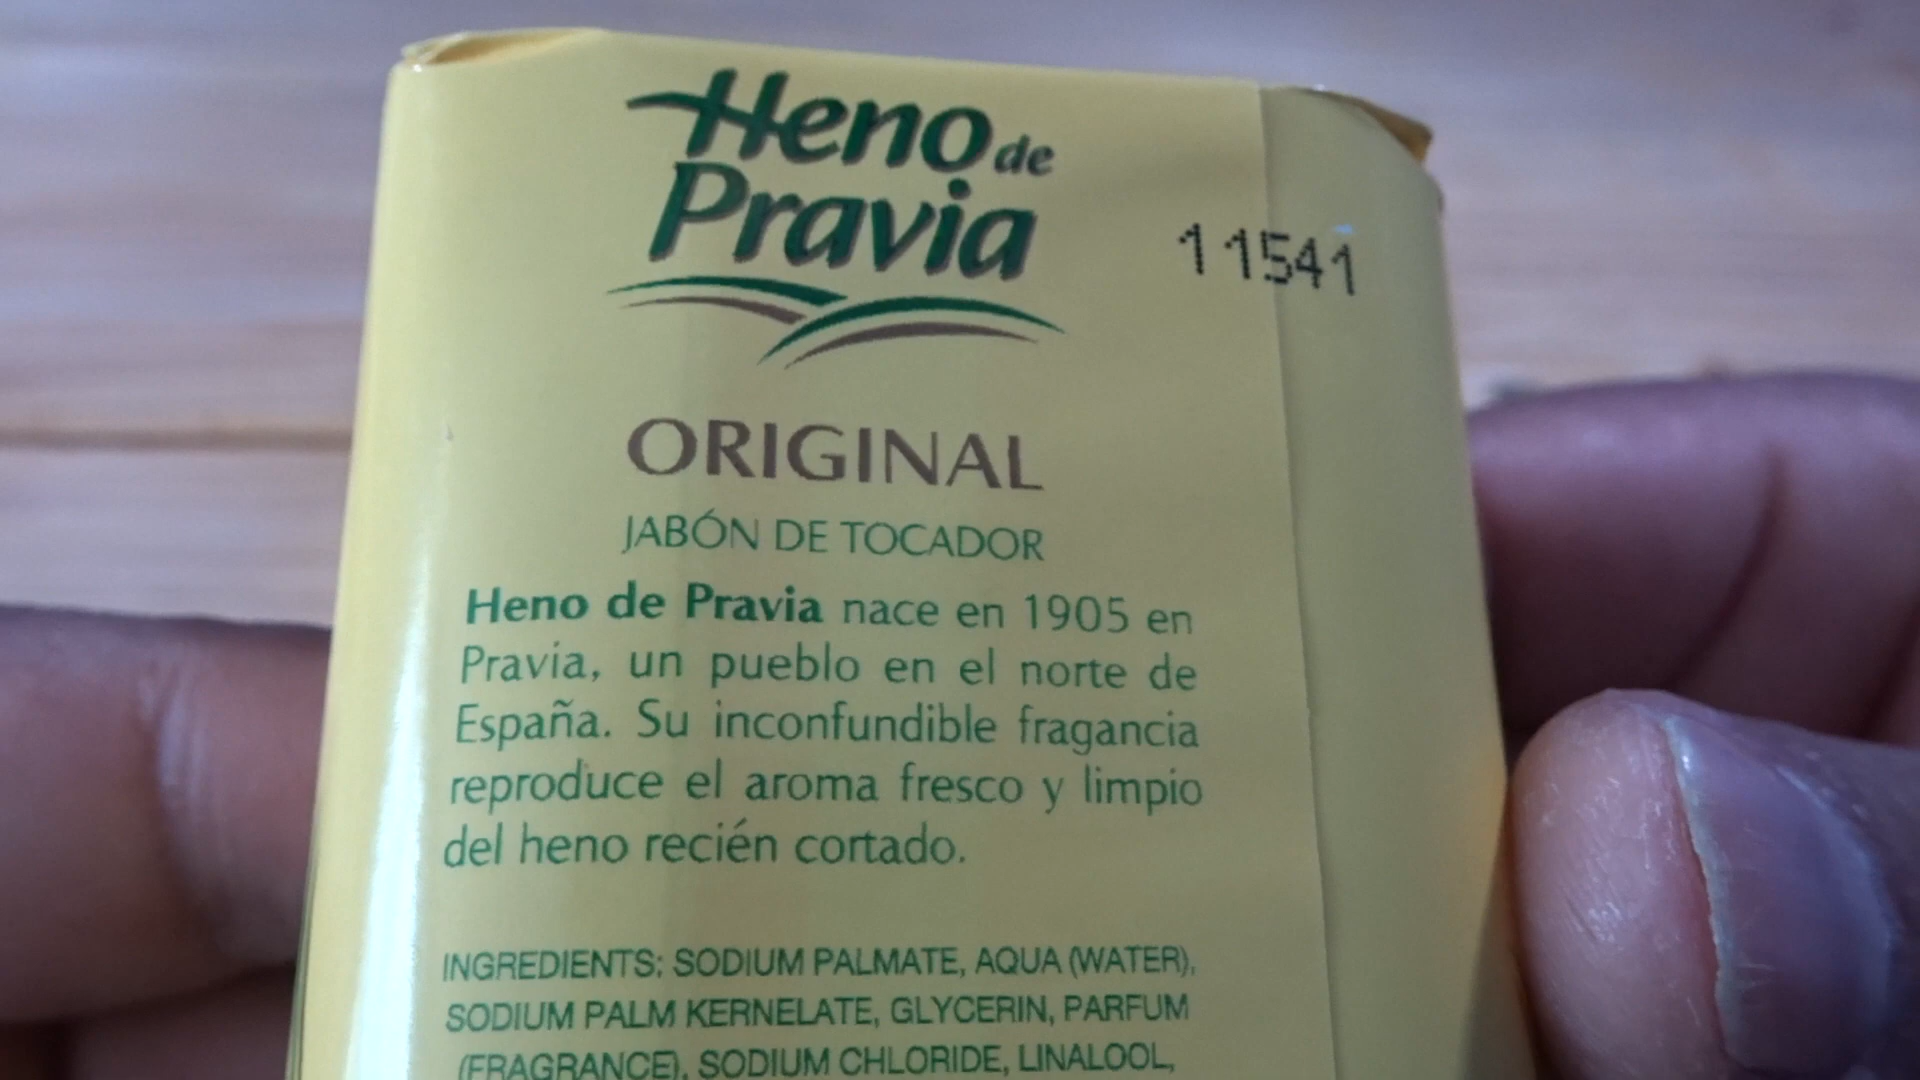 Heno de
Pravia
11541
ORIGINAL
JABÓN DE TOCADOR
Heno de Pravia nace en 1905 en
Pravia, un pueblo en el norte de
España. Su inconfundible fragancia
reproduce el aroma fresco y limpio
del heno recién cortado.
INGREDIENTS: SODIUM PALMATE, AQUA (WATER),
SODIUM PALM KERNELATE, GLYCERIN, PARFUM
(FRAGRANCE), SODIUM CHLORIDE, LINALOOL,